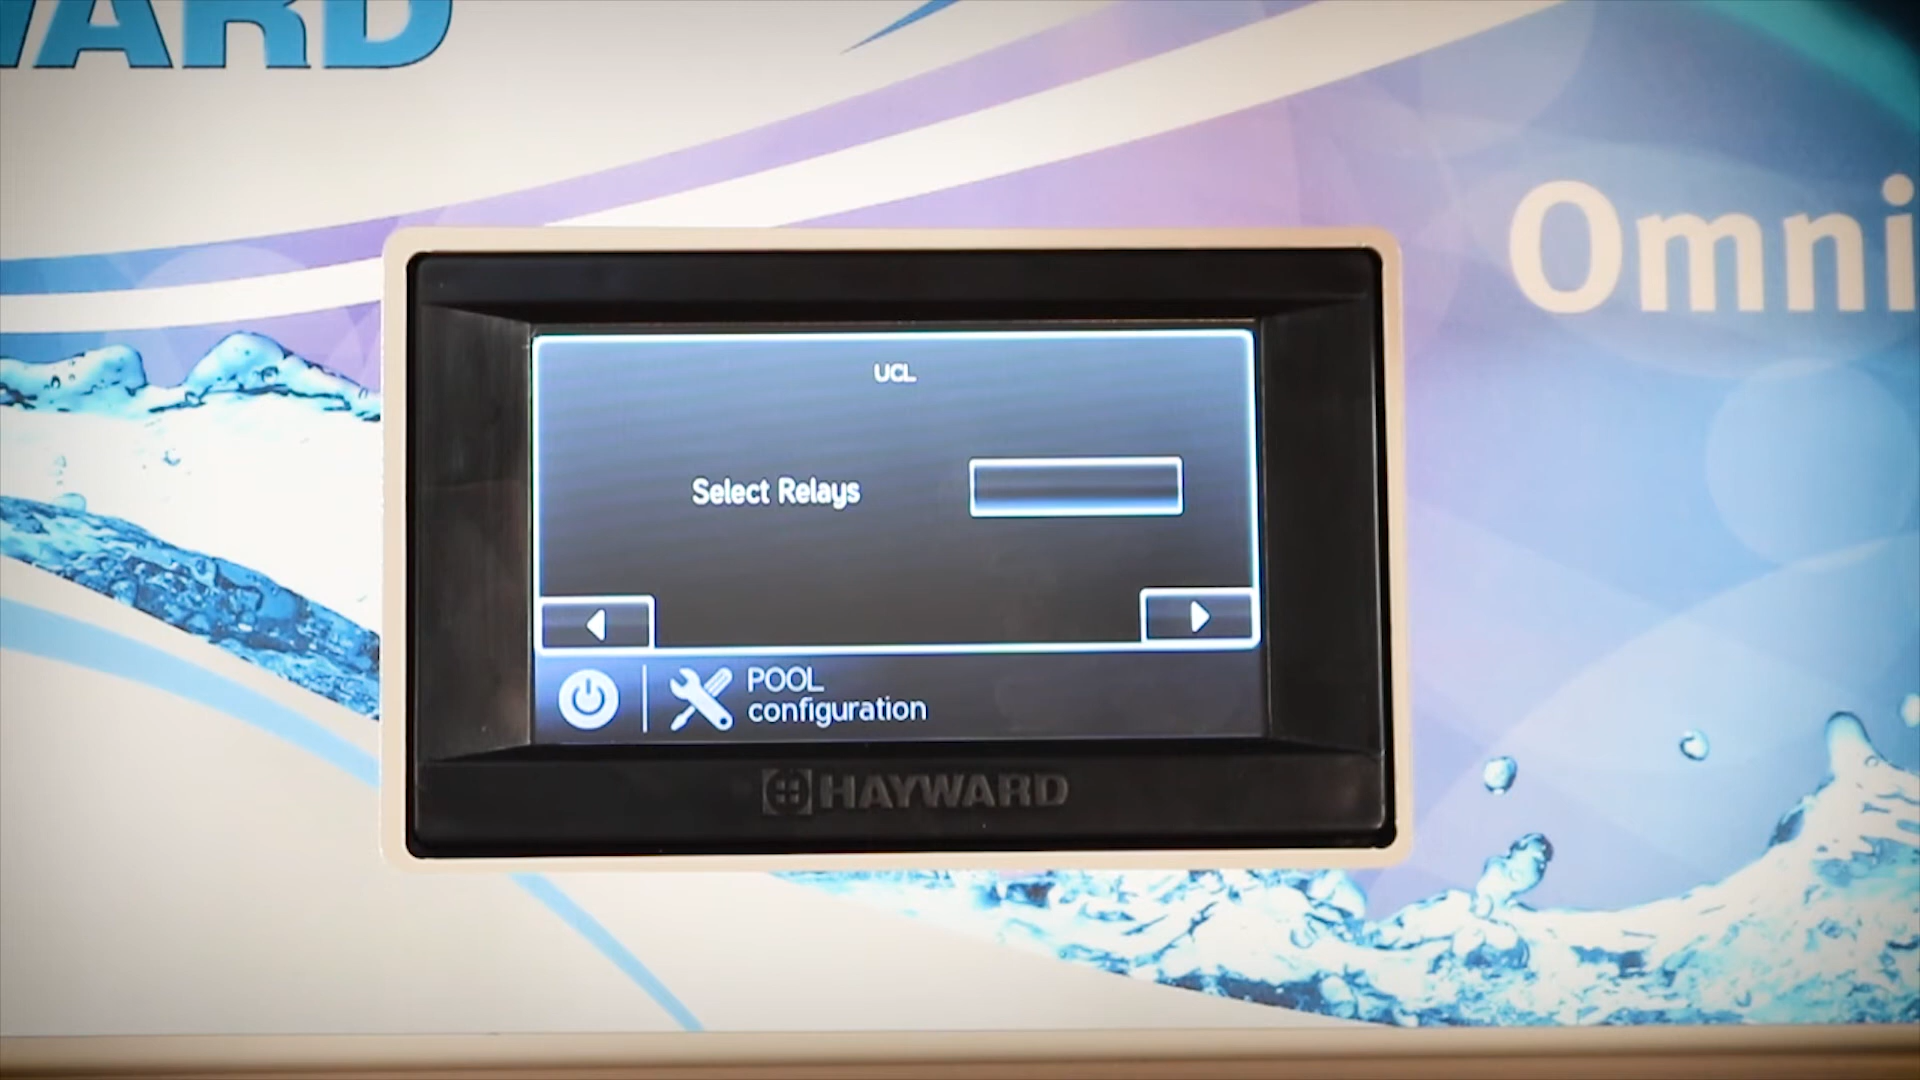 WARD
Omni
UCL
Select Relays
POOL
configuration
HAYWARD